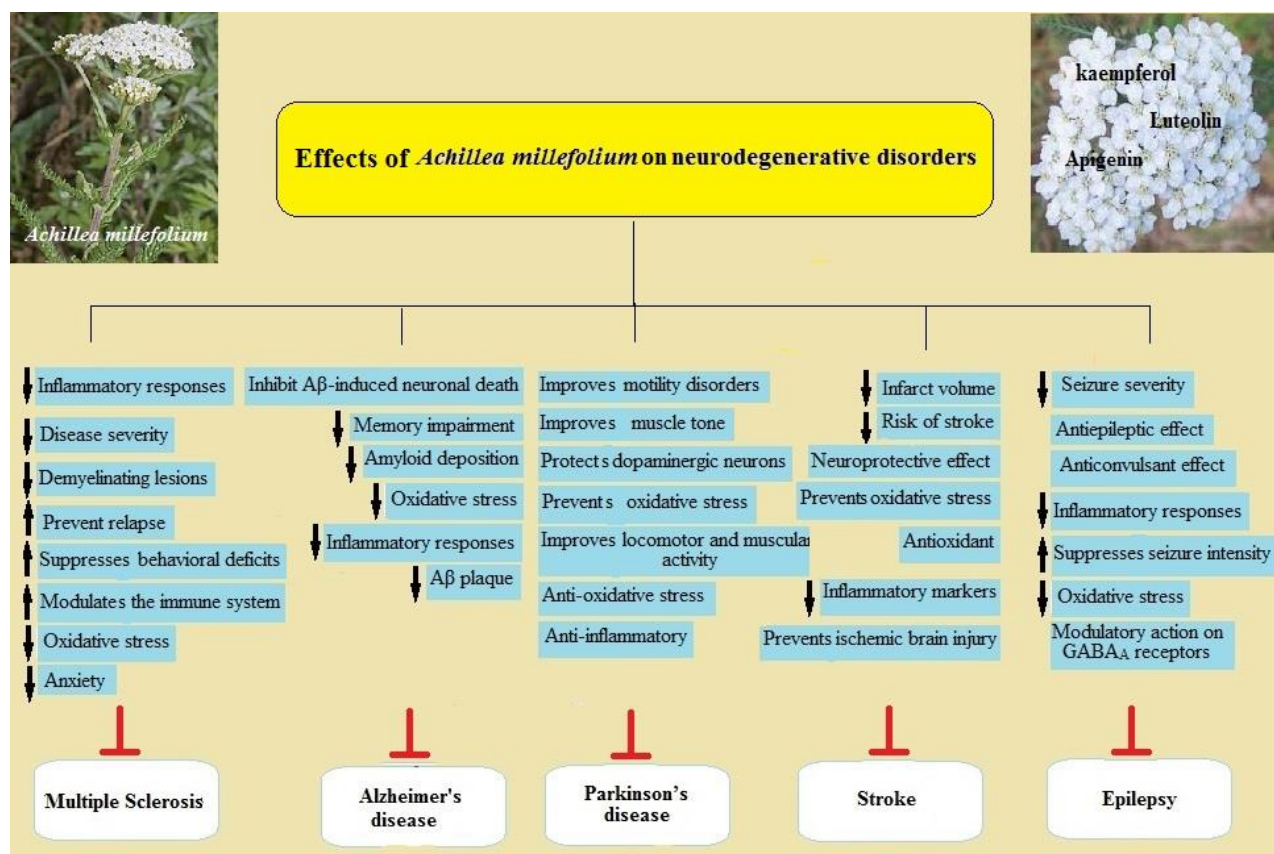 Achillea millefolium
Effects of Achillea millefolium on neurodegenerative disorders
kaempferol
Luteolin
Apigenin
Inflammatory responses
Disease severity
Demyelinating lesions
Prevent relapse
Suppresses behavioral deficits
Modulates the immune system
Oxidative stress
Anxiety
Multiple Sclerosis
Inhibit Aβ-induced neuronal death
Memory impairment
Amyloid deposition
Oxidative stress
Inflammatory responses
Aβ plaque
Alzheimer's
disease
Improves motility disorders
Improves muscle tone
Protects dopaminergic neurons
Prevents oxidative stress
Improves locomotor and muscular
activity
Anti-oxidative stress
Anti-inflammatory
Parkinson’s
disease
Infarct volume
Risk of stroke
Neuroprotective effect
Prevents oxidative stress
Antioxidant
Inflammatory markers
Prevents ischemic brain injury
Stroke
Seizure severity
Antiepileptic effect
Anticonvulsant effect
Inflammatory responses
Suppresses seizure intensity
Oxidative stress
Modulatory action on
GABAA receptors
Epilepsy